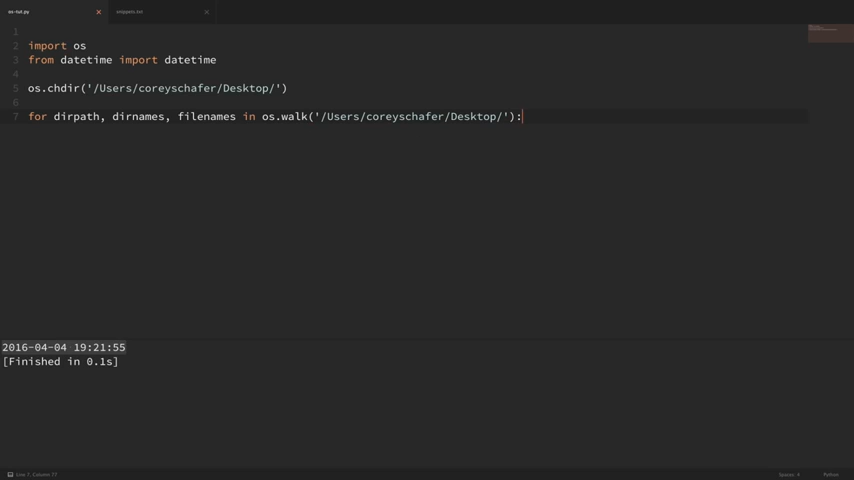 os-tut.py
snippets.txt
1
2 import os
3 from datetime import datetime
4
5 os.chdir('/Users/coreyschafer/Desktop/')
6
7 for dirpath, dirnames, filenames in os.walk('/Users/coreyschafer/Desktop/'):
2016-04-04 19:21:55
[Finished in 0.1s]
Line 7, Column 77
Spaces: 4
Python